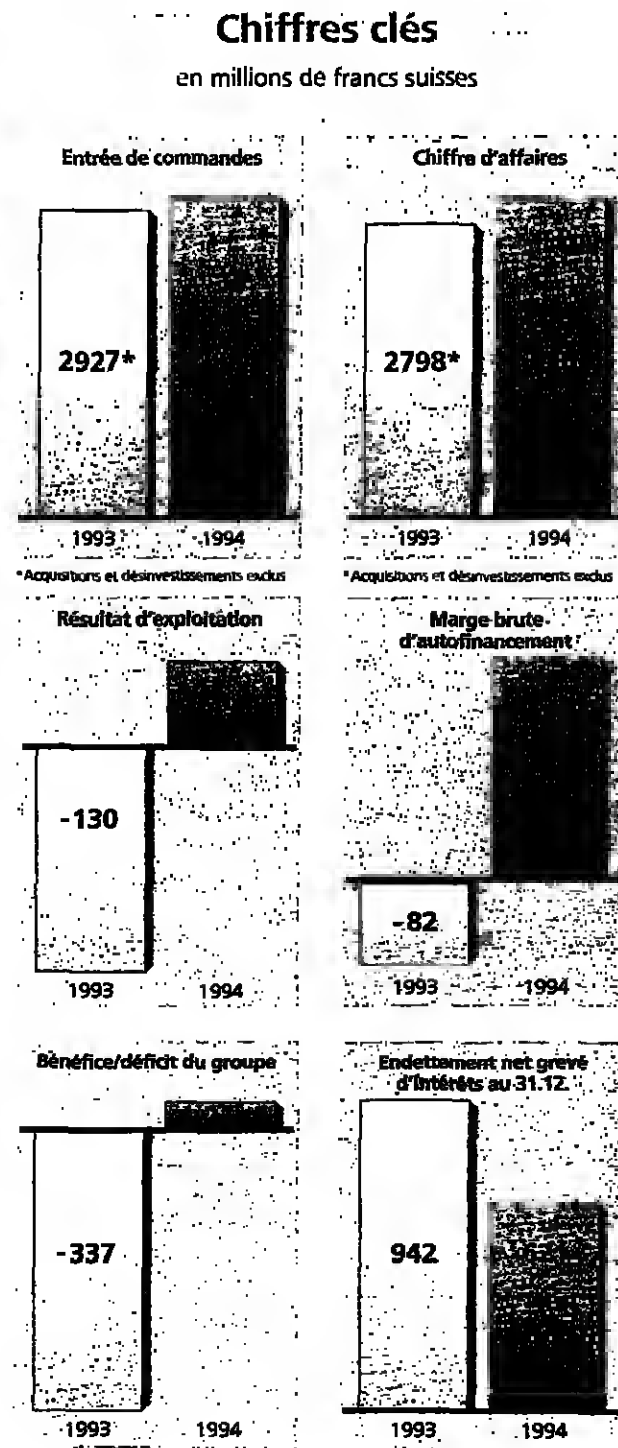 Chiffres clés
en millions de francs suisses
Entrée de commandes
2927*
1993 1994
*Acquisitions et désinvestissements exclus
Chiffre d'affaires
2798*
1993 1994
*Acquisitions et désinvestissements exclus
Résultat d'exploitation
-130
1993 1994
Marge brute
d'autofinancement
-82
1993 1994
Bénéfice/déficit du groupe
-337
1993 1994
Endettement net grevé
d'intérêts au 31.12.
942
1993 1994